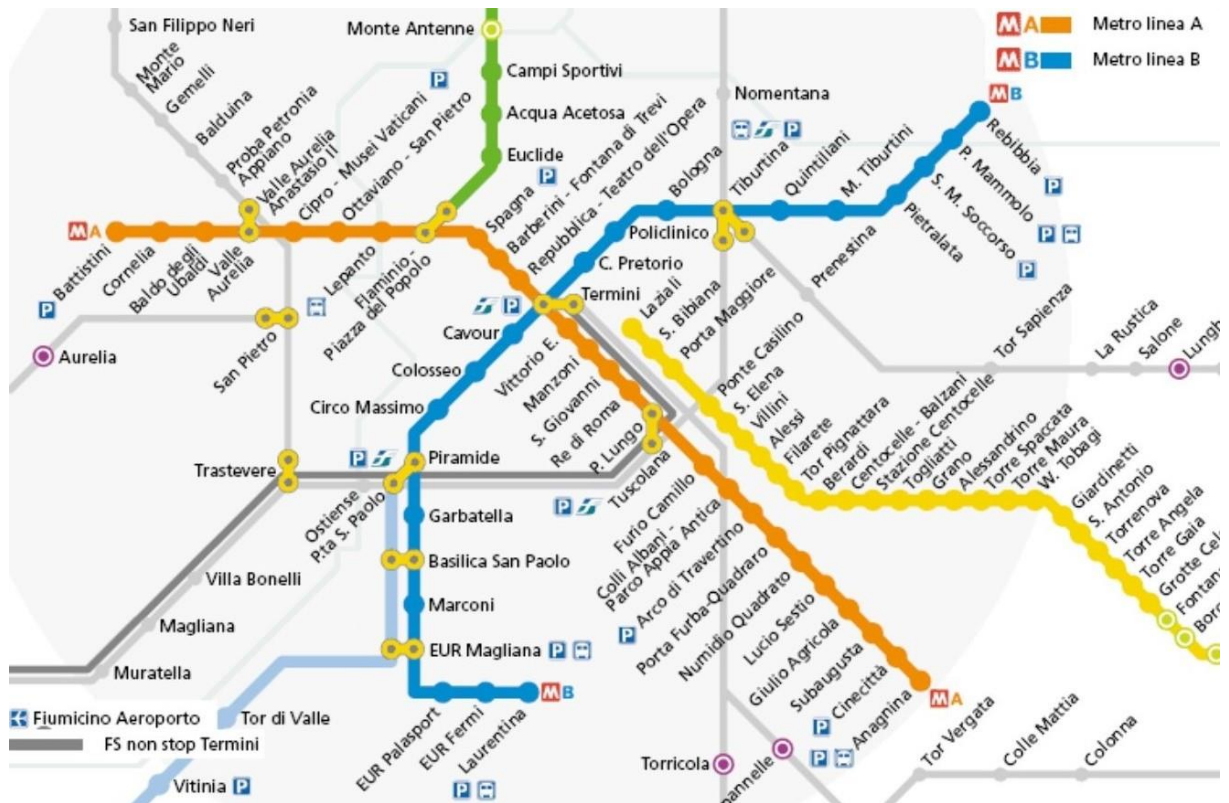 San Filippo Neri
Monte
Mario
Gemelli
Balduina
Proba Petronia
Appiano
Valle Aurelia
Anastasio II
Cipro - Musei Vaticani
Ottaviano - San Pietro
Monte Antenne
Campi Sportivi
Acqua Acetosa
Euclide
Spagna
Barberini - Fontana di Trevi
Repubblica - Teatro dell'Opera
Nomentana
M A Metro linea A
M B Metro linea B
M B
Bologna
Tiburtina
Quintiliani
M. Tiburtini
Rebibbia
P. Mammolo
S. M. Soccorso
Pietralata
Policlinico
C. Pretorio
Termini
M A
Battistini
Cornelia
Baldo degli
Ubaldi
Valle
Aurelia
Lepanto
Flaminio -
Piazza del Popolo
Aurelia
San Pietro
Cavour
Colosseo
Circo Massimo
Vittorio E.
Manzoni
S. Giovanni
Re di Roma
P. Lungo
Tuscolana
Laziali
S. Bibiana
Porta Maggiore
Ponte Casilino
S. Elena
Villini
Alessi
Filarete
Tor Pignattara
Berardi
Centocelle - Balzani
Stazione Centocelle
Togliatti
Grano
Alessandrino
Torre Spaccata
Torre Maura
W. Tobagi
Giardinetti
S. Antonio
Torrenova
Torre Angela
Torre Gaia
Grotte Cel
Fontan
Borg
Prenestina
Tor Sapienza
La Rustica
Salone
Lungh
Trastevere
Piramide
Ostiense
P.ta S. Paolo
Garbatella
Basilica San Paolo
Marconi
EUR Magliana
Villa Bonelli
Magliana
Muratella
Furio Camillo
Colli Albani -
Parco Appia Antica
Arco di Travertino
Porta Furba-Quadraro
Numidio Quadrato
Lucio Sestio
Giulio Agricola
Subaugusta
Cinecittà
Anagnina
M A
M B
EUR Palasport
EUR Fermi
Laurentina
Fiumicino Aeroporto
FS non stop Termini
Tor di Valle
Vitinia
Torricola
pannelle
Tor Vergata
Colle Mattia
Colonna
P